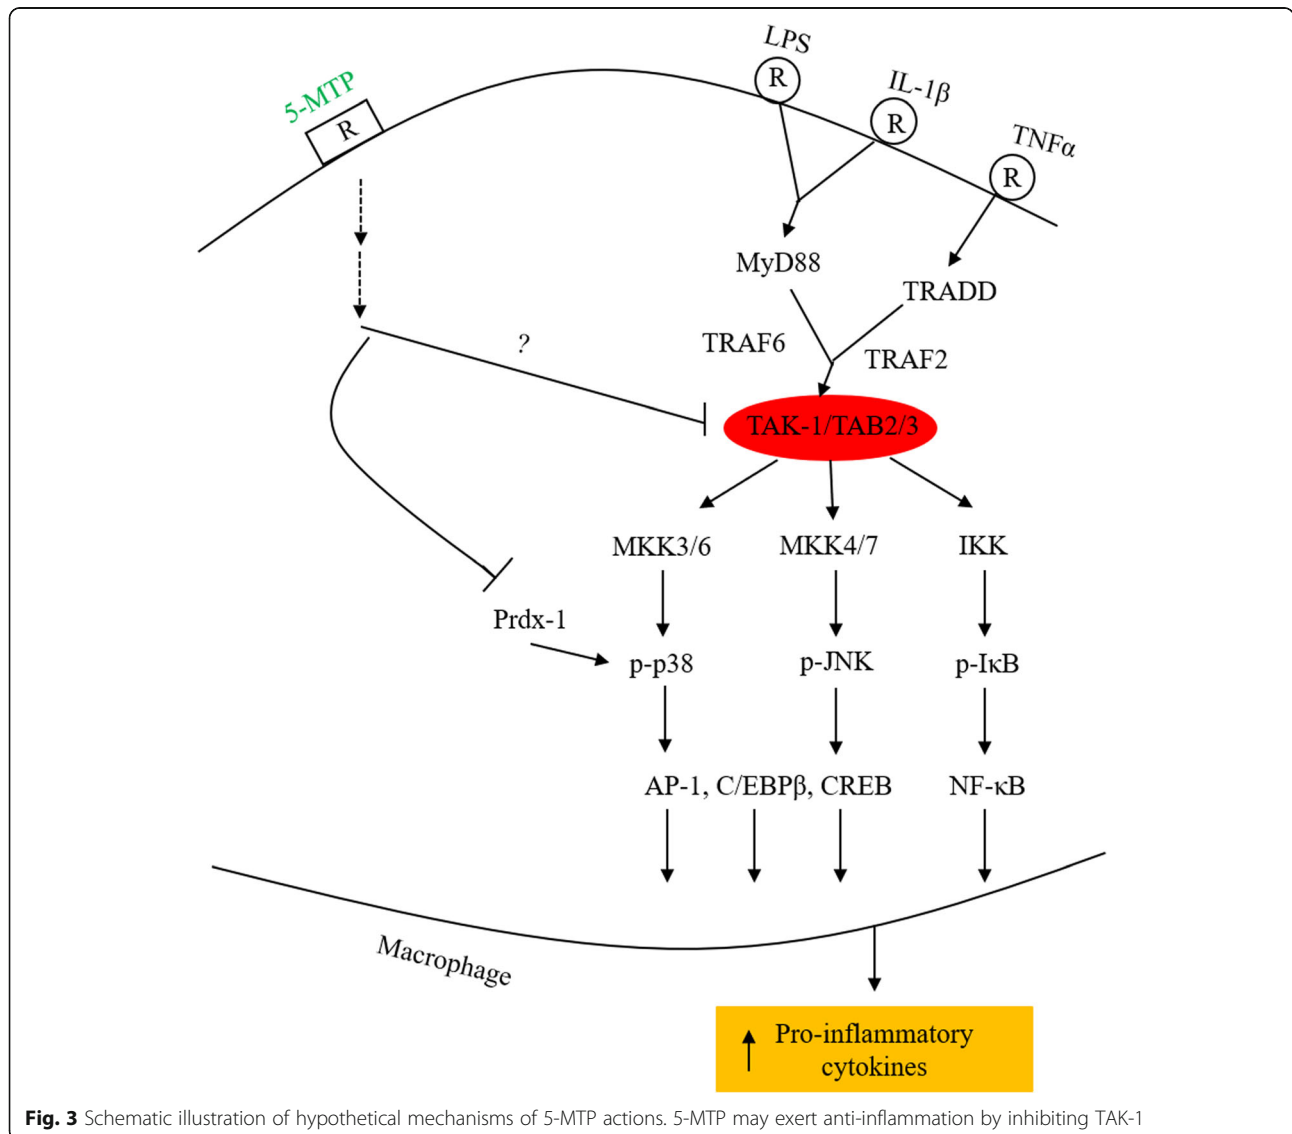 LPS
R
5-MTP
R
IL-1β
R
TNFα
R
MyD88
TRADD
?
TRAF6
TRAF2
TAK-1/TAB2/3
MKK3/6
MKK4/7
IKK
Prdx-1
p-p38
p-JNK
p-IκB
AP-1, C/EBPβ, CREB
NF-κB
Macrophage
Pro-inflammatory
cytokines
Fig. 3 Schematic illustration of hypothetical mechanisms of 5-MTP actions. 5-MTP may exert anti-inflammation by inhibiting TAK-1